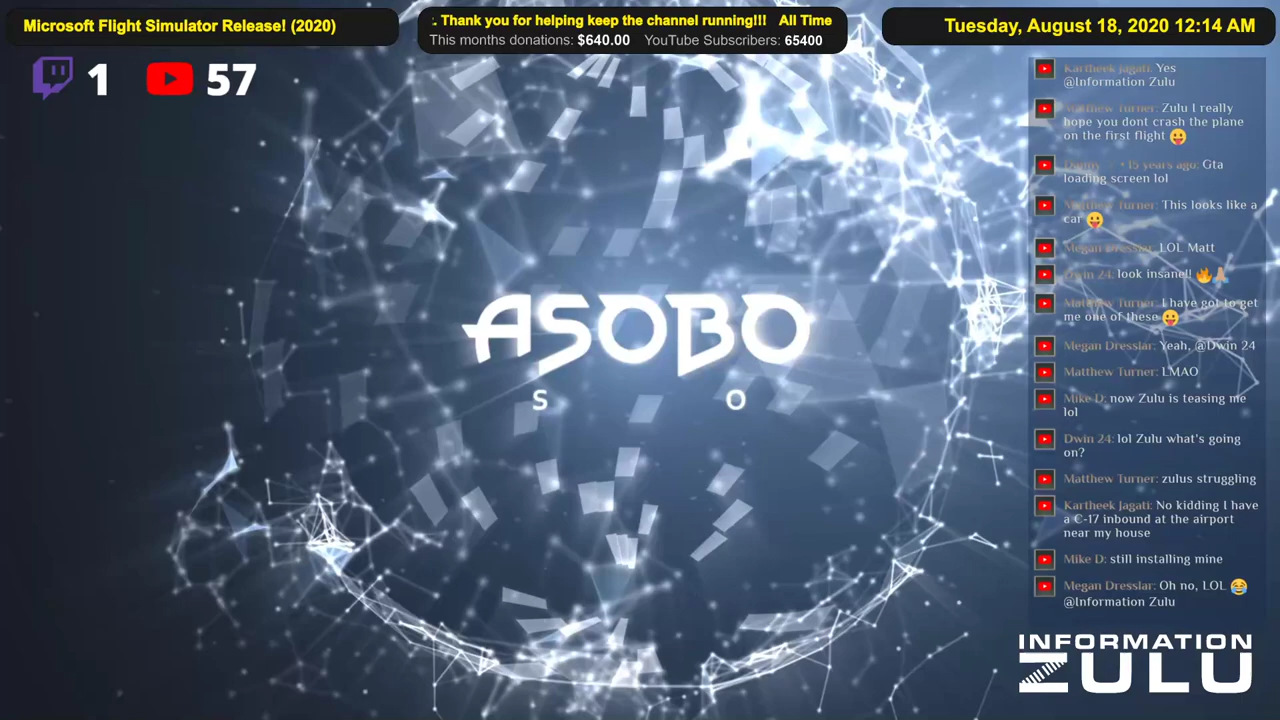 Microsoft Flight Simulator Release! (2020)
. Thank you for helping keep the channel running!!! All Time
This months donations: $640.00 YouTube Subscribers: 65400
Tuesday, August 18, 2020 12:14 AM
1 57
Kartheek Jagati: Yes
@Information Zulu
Matthew Turner: Zulu I really
hope you dont crash the plane
on the first flight 😛
Danny • 15 years ago: Gta
loading screen lol
Matthew Turner: This looks like a
car 😛
Megan Dresslar: LOL Matt
Dwin 24: look insane!! 🔥🙏🏼
Matthew Turner: I have got to get
me one of these 😛
Megan Dresslar: Yeah, @Dwin 24
Matthew Turner: LMAO
Mike D: now Zulu is teasing me
lol
Dwin 24: lol Zulu what's going
on?
Matthew Turner: zulus struggling
Kartheek Jagati: No kidding I have
a C-17 inbound at the airport
near my house
Mike D: still installing mine
Megan Dresslar: Oh no, LOL 😂
@Information Zulu
ASOBO
S O
INFORMATION
ZULU